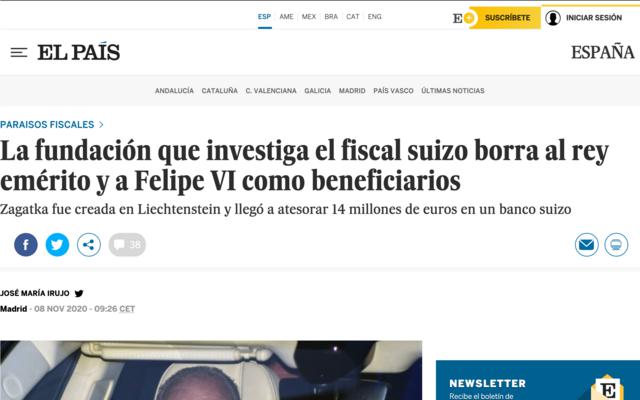 ESP | AME | MEX | BRA | CAT | ENG
E SUSCRÍBETE
INICIAR SESIÓN
EL PAÍS
ESPAÑA
ANDALUCÍA CATALUÑA C. VALENCIANA GALICIA MADRID PAÍS VASCO ÚLTIMAS NOTICIAS
PARAISOS FISCALES >
La fundación que investiga el fiscal suizo borra al rey
emérito y a Felipe VI como beneficiarios
Zagatka fue creada en Liechtenstein y llegó a atesorar 14 millones de euros en un banco suizo
38
JOSÉ MARÍA IRUJO
Madrid - 08 NOV 2020 - 09:26 CET
NEWSLETTER
Recibe el boletín de
E